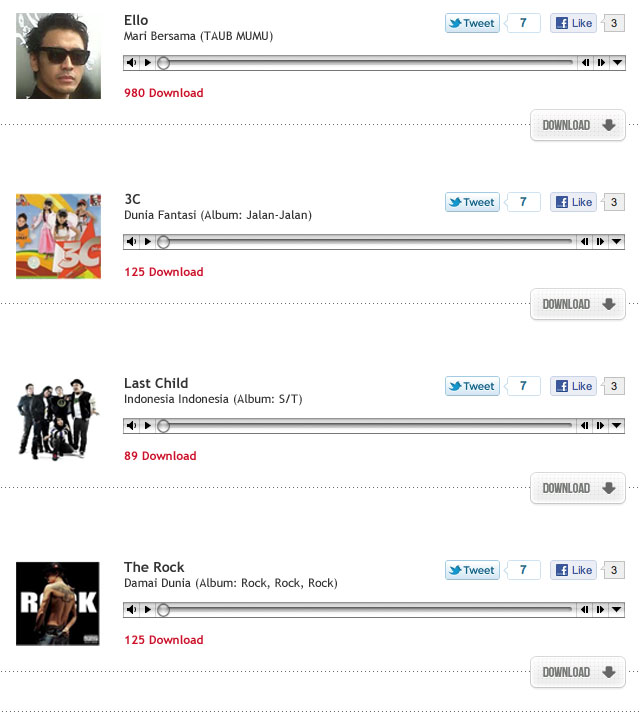 Ello
Tweet 7 Like 3
Mari Bersama (TAUB MUMU)
980 Download
DOWNLOAD
3C
Tweet 7 Like 3
Dunia Fantasi (Album: Jalan-Jalan)
3C
125 Download
DOWNLOAD
Last Child
Tweet 7 Like 3
Indonesia Indonesia (Album: S/T)
89 Download
DOWNLOAD
The Rock
Tweet 7 Like 3
Damai Dunia (Album: Rock, Rock, Rock)
ROCK
125 Download
DOWNLOAD